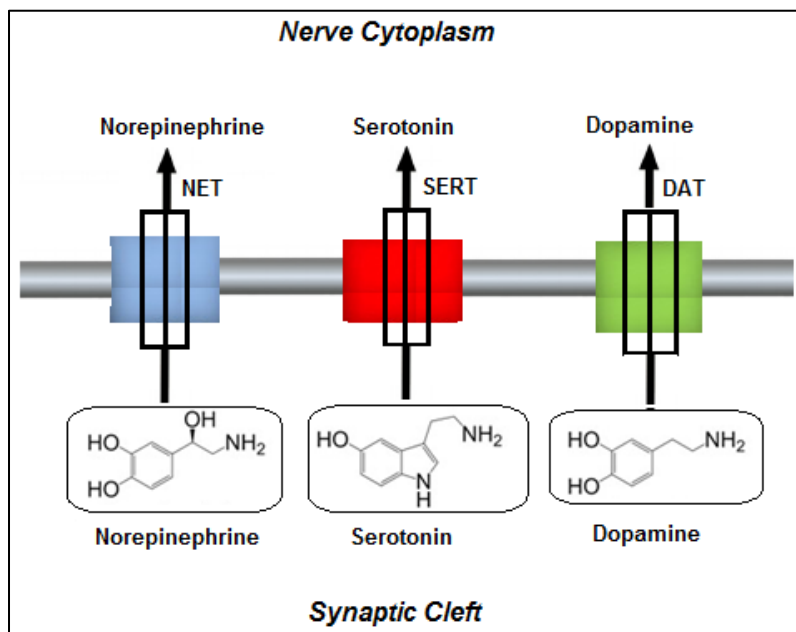 Nerve Cytoplasm
Norepinephrine Serotonin Dopamine
NET SERT DAT
OH
HO NH2 HO NH2 HO NH2
HO N HO
H
Norepinephrine Serotonin Dopamine
Synaptic Cleft